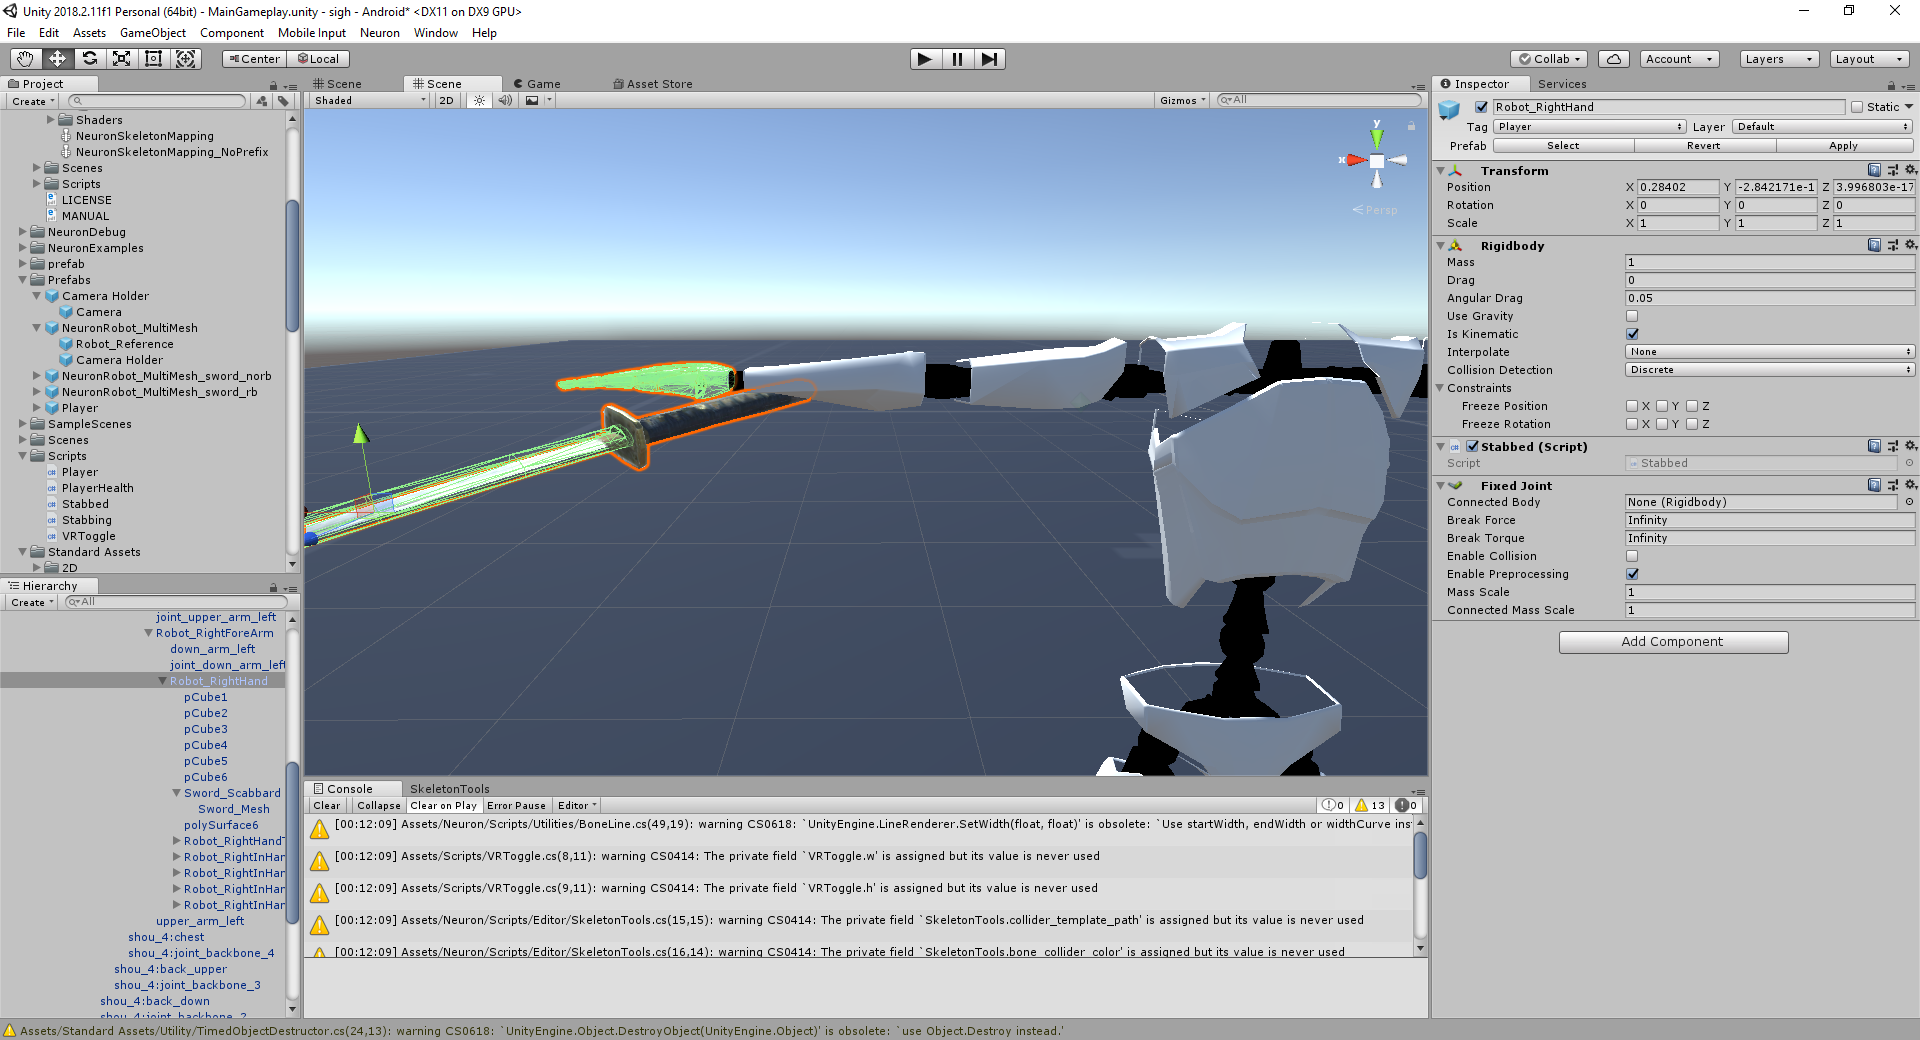 Unity 2018.2.11f1 Personal (64bit) - MainGameplay.unity - sigh - Android* <DX11 on DX9 GPU>
File Edit Assets GameObject Component Mobile Input Neuron Window Help
Center Local Collab Account Layers Layout
Project
Create
Shaders
NeuronSkeletonMapping
NeuronSkeletonMapping_NoPrefix
Scenes
Scripts
LICENSE
MANUAL
NeuronDebug
NeuronExamples
prefab
Prefabs
Camera Holder
Camera
NeuronRobot_MultiMesh
Robot_Reference
Camera Holder
NeuronRobot_MultiMesh_sword_norb
NeuronRobot_MultiMesh_sword_rb
Player
SampleScenes
Scenes
Scripts
Player
PlayerHealth
Stabbed
Stabbing
VRToggle
Standard Assets
2D
Hierarchy
Create All
joint_upper_arm_left
Robot_RightForeArm
down_arm_left
joint_down_arm_left
Robot_RightHand
pCube1
pCube2
pCube3
pCube4
pCube5
pCube6
Sword_Scabbard
Sword_Mesh
polySurface6
Robot_RightHandT
Robot_RightInHan
Robot_RightInHan
Robot_RightInHan
Robot_RightInHan
upper_arm_left
shou_4:chest
shou_4:joint_backbone_4
shou_4:back_upper
shou_4:joint_backbone_3
shou_4:back_down
shou_4:joint_backbone_2
Scene Scene Game Asset Store
Shaded 2D Gizmos All
y
x
Persp
Console SkeletonTools
Clear Collapse Clear on Play Error Pause Editor 0 13 0
[00:12:09] Assets/Neuron/Scripts/Utilities/BoneLine.cs(49,19): warning CS0618: `UnityEngine.LineRenderer.SetWidth(float, float)' is obsolete: `Use startWidth, endWidth or widthCurve inst
[00:12:09] Assets/Scripts/VRToggle.cs(8,11): warning CS0414: The private field `VRToggle.w' is assigned but its value is never used
[00:12:09] Assets/Scripts/VRToggle.cs(9,11): warning CS0414: The private field `VRToggle.h' is assigned but its value is never used
[00:12:09] Assets/Neuron/Scripts/Editor/SkeletonTools.cs(15,15): warning CS0414: The private field `SkeletonTools.collider_template_path' is assigned but its value is never used
[00:12:09] Assets/Neuron/Scripts/Editor/SkeletonTools.cs(16,14): warning CS0414: The private field `SkeletonTools.bone_collider_color' is assigned but its value is never used
Inspector Services
Robot_RightHand Static
Tag Player Layer Default
Prefab Select Revert Apply
Transform
Position X 0.28402 Y -2.842171e-1 Z 3.996803e-17
Rotation X 0 Y 0 Z 0
Scale X 1 Y 1 Z 1
Rigidbody
Mass 1
Drag 0
Angular Drag 0.05
Use Gravity
Is Kinematic
Interpolate None
Collision Detection Discrete
Constraints
Freeze Position X Y Z
Freeze Rotation X Y Z
Stabbed (Script)
Script Stabbed
Fixed Joint
Connected Body None (Rigidbody)
Break Force Infinity
Break Torque Infinity
Enable Collision
Enable Preprocessing
Mass Scale 1
Connected Mass Scale 1
Add Component
Assets/Standard Assets/Utility/TimedObjectDestructor.cs(24,13): warning CS0618: `UnityEngine.Object.DestroyObject(UnityEngine.Object)' is obsolete: `use Object.Destroy instead.'